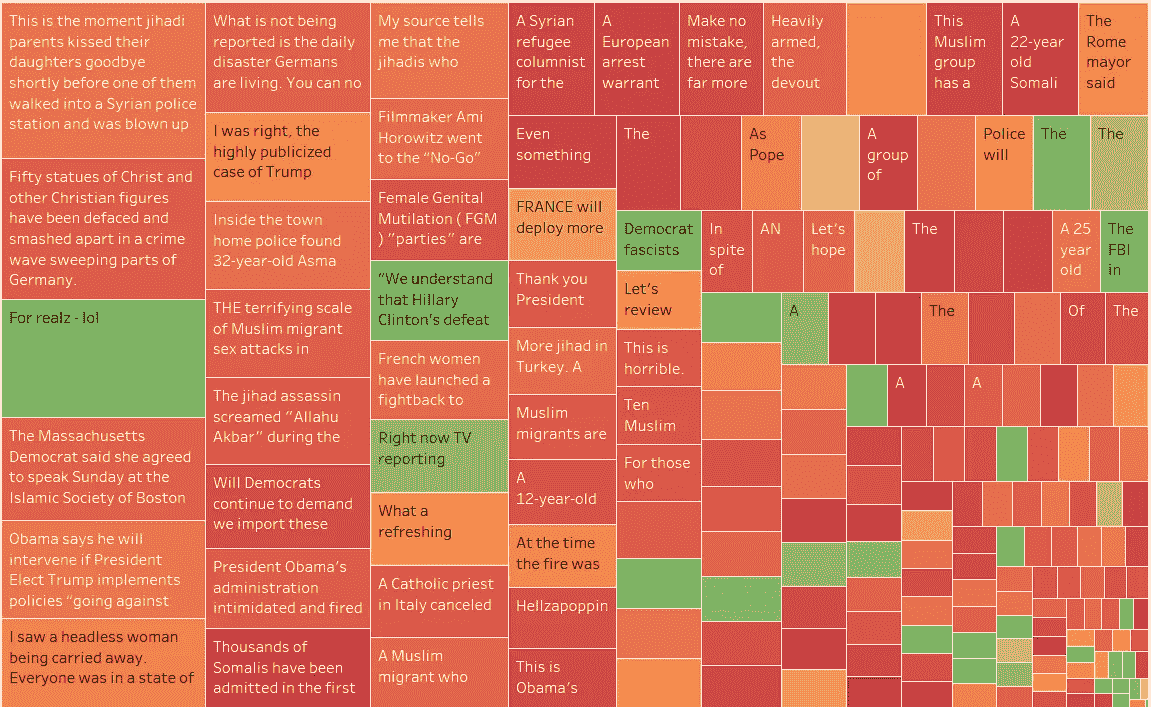 This is the moment jihadi
parents kissed their
daughters goodbye
shortly before one of them
walked into a Syrian police
station and was blown up
Fifty statues of Christ and
other Christian figures
have been defaced and
smashed apart in a crime
wave sweeping parts of
Germany.
For realz - lol
The Massachusetts
Democrat said she agreed
to speak Sunday at the
Islamic Society of Boston
Obama says he will
intervene if President
Elect Trump implements
policies “going against
I saw a headless woman
being carried away.
Everyone was in a state of
What is not being
reported is the daily
disaster Germans
are living. You can no
I was right, the
highly publicized
case of Trump
Inside the town
home police found
32-year-old Asma
THE terrifying scale
of Muslim migrant
sex attacks in
The jihad assassin
screamed “Allahu
Akbar” during the
Will Democrats
continue to demand
we import these
President Obama’s
administration
intimidated and fired
Thousands of
Somalis have been
admitted in the first
My source tells
me that the
jihadis who
Filmmaker Ami
Horowitz went
to the “No-Go”
Female Genital
Mutilation ( FGM
) ”parties” are
“We understand
that Hillary
Clinton’s defeat
French women
have launched a
fightback to
Right now TV
reporting
What a
refreshing
A Catholic priest
in Italy canceled
A Muslim
migrant who
A Syrian
refugee
columnist
for the
A
European
arrest
warrant
Make no
mistake,
there are
far more
Heavily
armed,
the
devout
This
Muslim
group
has a
A
22-year
old
Somali
The
Rome
mayor
said
Even
something
The
As
Pope
A
group
of
Police
will
The
The
FRANCE will
deploy more
Democrat
fascists
In
spite
of
AN
Let’s
hope
The
A 25
year
old
The
FBI
in
Thank you
President
Let’s
review
A
The
Of
The
More jihad in
Turkey. A
This is
horrible.
A
A
Muslim
migrants are
Ten
Muslim
A
12-year-old
For those
who
At the time
the fire was
Hellzapoppin
This is
Obama’s